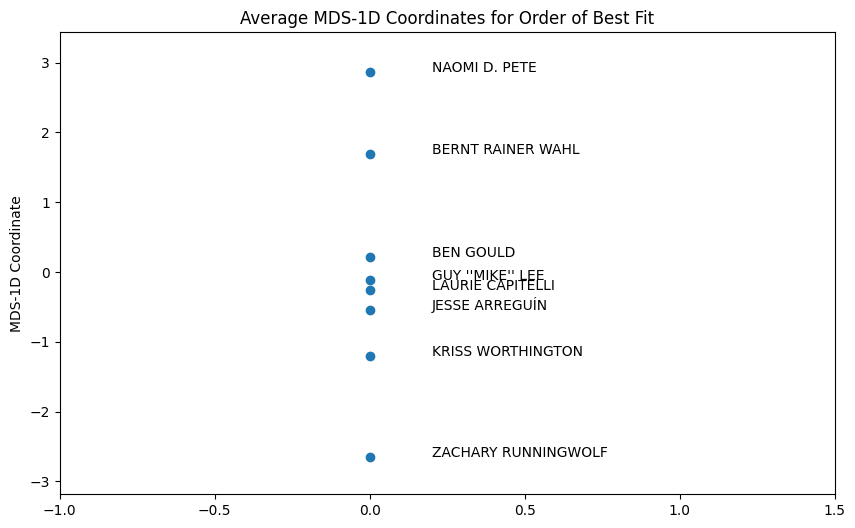 Average MDS-1D Coordinates for Order of Best Fit
MDS-1D Coordinate
3
2
1
0
−1
−2
−3
NAOMI D. PETE
BERNT RAINER WAHL
BEN GOULD
GUY ''MIKE'' LEE
LAURIE CAPITELLI
JESSE ARREGUÍN
KRISS WORTHINGTON
ZACHARY RUNNINGWOLF
−1.0 −0.5 0.0 0.5 1.0 1.5